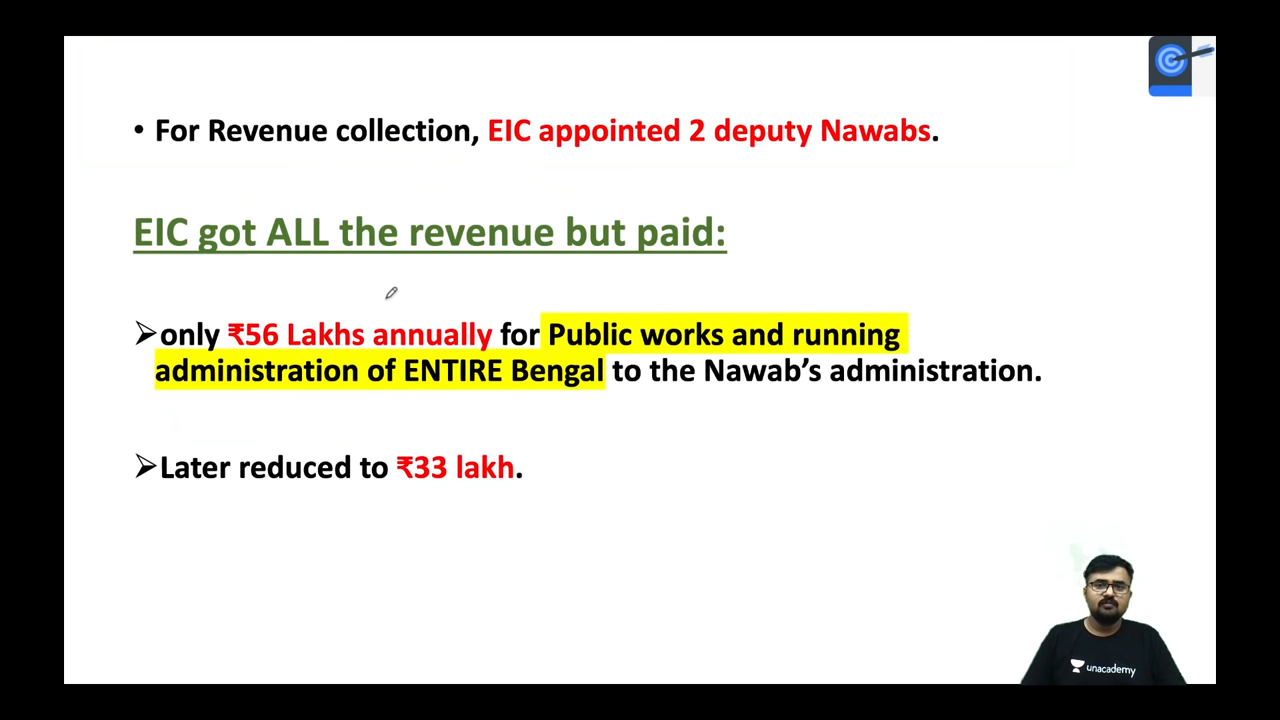 • For Revenue collection, EIC appointed 2 deputy Nawabs.
EIC got ALL the revenue but paid:
➢only ₹56 Lakhs annually for Public works and running
administration of ENTIRE Bengal to the Nawab’s administration.
➢Later reduced to ₹33 lakh.
unacademy